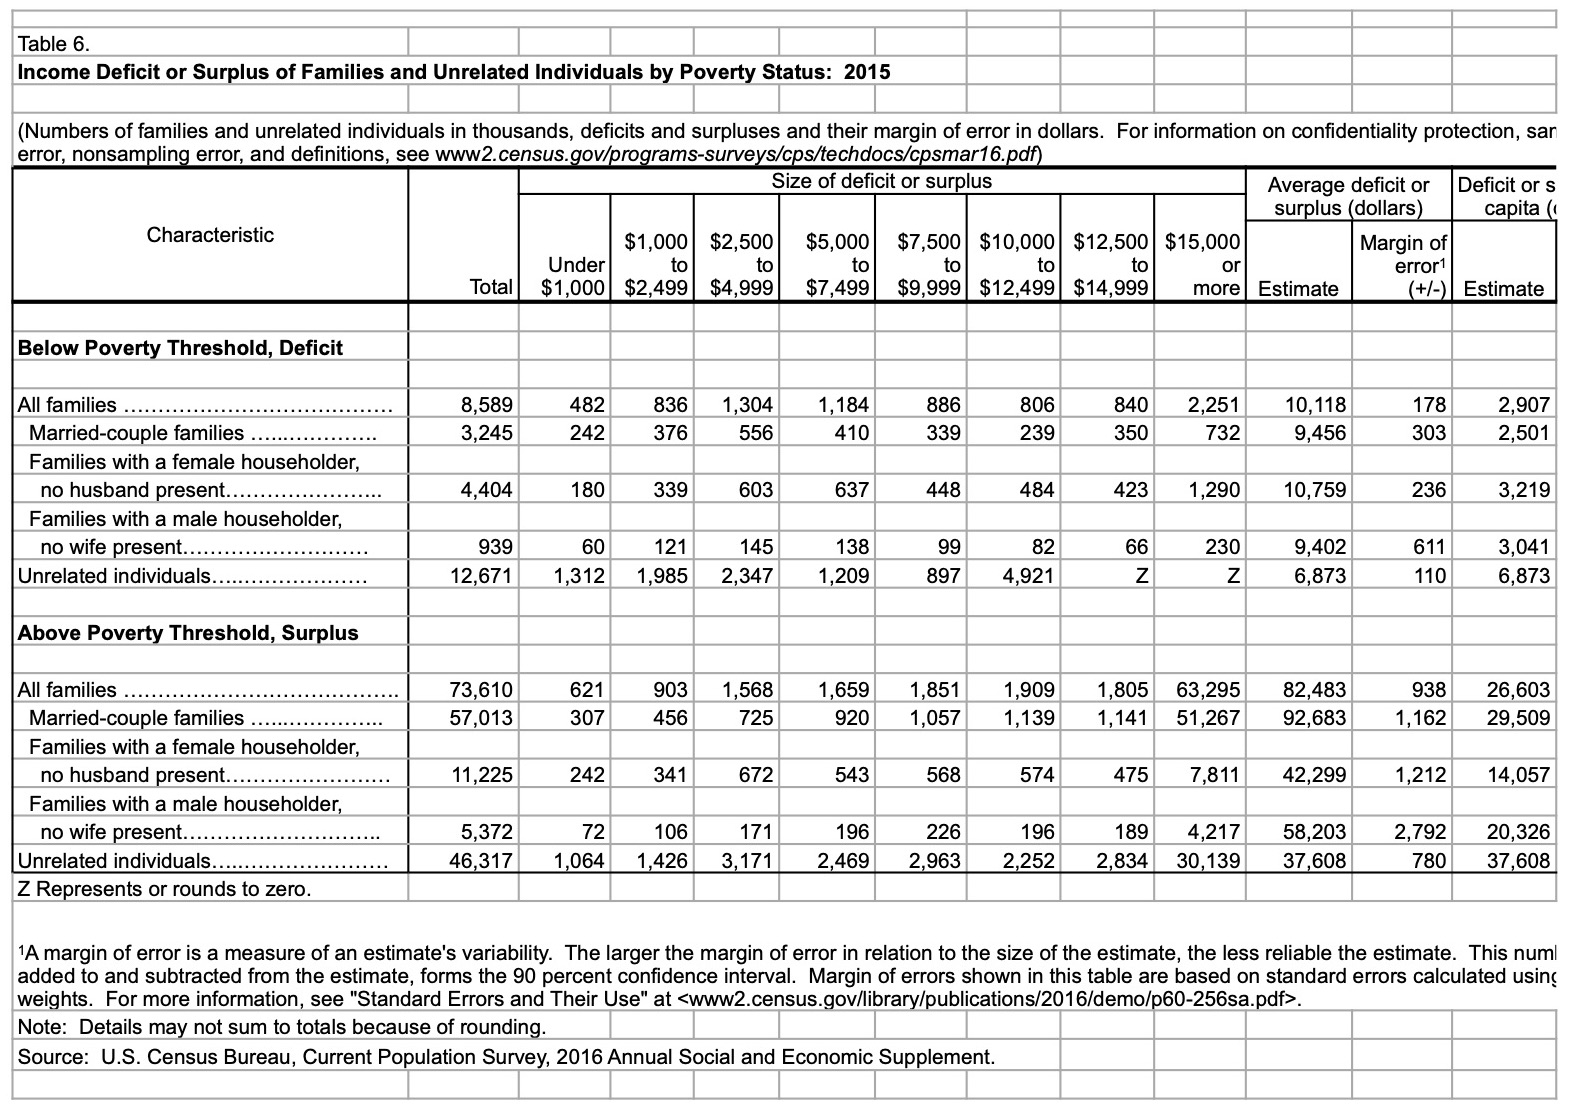 Table 6.
Income Deficit or Surplus of Families and Unrelated Individuals by Poverty Status:  2015
(Numbers of families and unrelated individuals in thousands, deficits and surpluses and their margin of error in dollars.  For information on confidentiality protection,
error, nonsampling error, and definitions, see www2.census.gov/programs-surveys/cps/techdocs/cpsmar16.pdf)
Characteristic
Total
Size of deficit or surplus
Under $1,000
$1,000 to $2,499
$2,500 to $4,999
$5,000 to $7,499
$7,500 to $9,999
$10,000 to $12,499
$12,500 to $14,999
$15,000 or more
Average deficit or
surplus (dollars)
Estimate
Margin of error¹ (+/-)
Deficit or
capita
Estimate
Below Poverty Threshold, Deficit
All families ………………………………… 8,589 482 836 1,304 1,184 886 806 840 2,251 10,118 178 2,907
Married-couple families ………………. 3,245 242 376 556 410 339 239 350 732 9,456 303 2,501
Families with a female householder,
no husband present………………….. 4,404 180 339 603 637 448 484 423 1,290 10,759 236 3,219
Families with a male householder,
no wife present……………………… 939 60 121 145 138 99 82 66 230 9,402 611 3,041
Unrelated individuals…………………. 12,671 1,312 1,985 2,347 1,209 897 4,921 Z Z 6,873 110 6,873
Above Poverty Threshold, Surplus
All families …………………………………. 73,610 621 903 1,568 1,659 1,851 1,909 1,805 63,295 82,483 938 26,603
Married-couple families ……………….. 57,013 307 456 725 920 1,057 1,139 1,141 51,267 92,683 1,162 29,509
Families with a female householder,
no husband present…………………… 11,225 242 341 672 543 568 574 475 7,811 42,299 1,212 14,057
Families with a male householder,
no wife present……………………….. 5,372 72 106 171 196 226 196 189 4,217 58,203 2,792 20,326
Unrelated individuals……………………. 46,317 1,064 1,426 3,171 2,469 2,963 2,252 2,834 30,139 37,608 780 37,608
Z Represents or rounds to zero.
¹A margin of error is a measure of an estimate's variability.  The larger the margin of error in relation to the size of the estimate, the less reliable the estimate.  This
added to and subtracted from the estimate, forms the 90 percent confidence interval.  Margin of errors shown in this table are based on standard errors calculated using
weights.  For more information, see "Standard Errors and Their Use" at <www2.census.gov/library/publications/2016/demo/p60-256sa.pdf>.
Note:  Details may not sum to totals because of rounding.
Source:  U.S. Census Bureau, Current Population Survey, 2016 Annual Social and Economic Supplement.